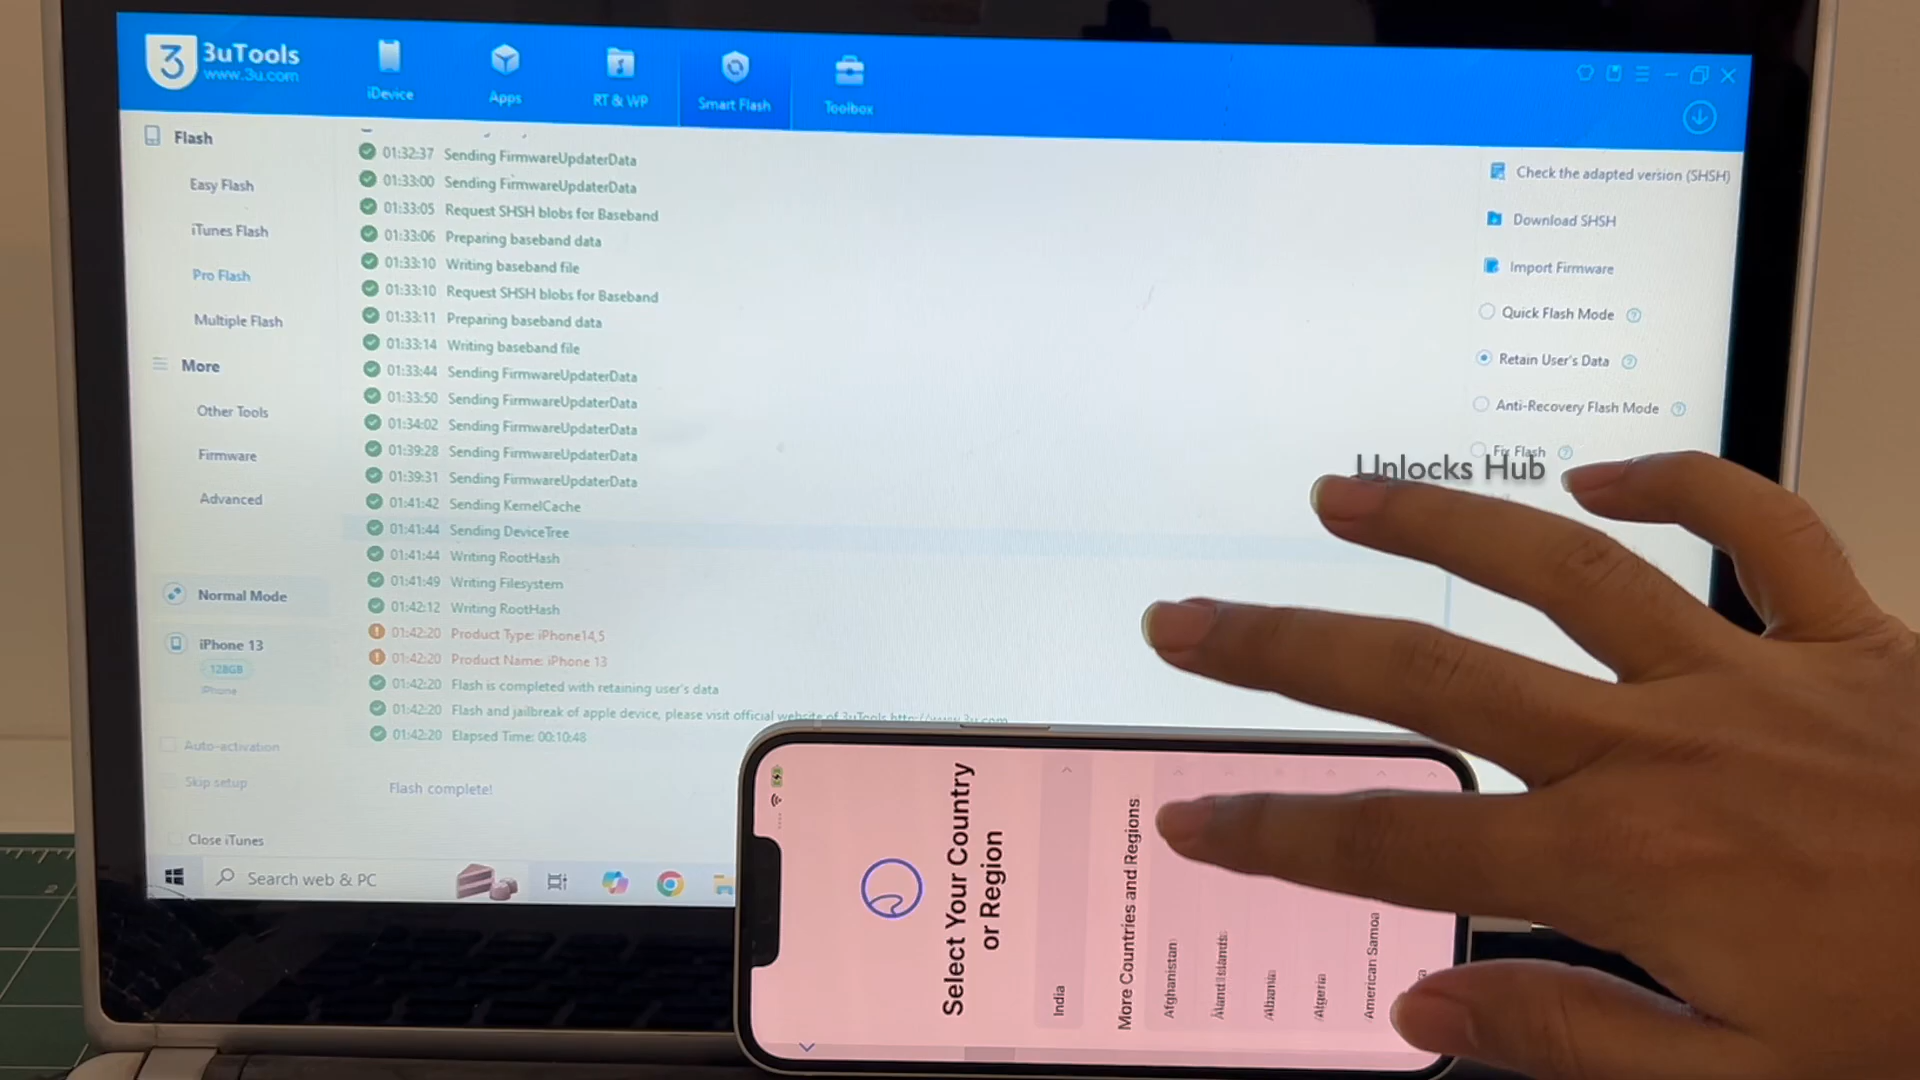 3uTools
www.3u.com
iDevice
Apps
RT & WP
Smart Flash
Toolbox
Flash
Easy Flash
iTunes Flash
Pro Flash
Multiple Flash
More
Other Tools
Firmware
Advanced
Normal Mode
iPhone 13
128GB
iPhone
Auto-activation
Skip setup
Close iTunes
01:32:37 Sending FirmwareUpdaterData
01:33:00 Sending FirmwareUpdaterData
01:33:05 Request SHSH blobs for Baseband
01:33:06 Preparing baseband data
01:33:10 Writing baseband file
01:33:10 Request SHSH blobs for Baseband
01:33:11 Preparing baseband data
01:33:14 Writing baseband file
01:33:44 Sending FirmwareUpdaterData
01:33:50 Sending FirmwareUpdaterData
01:34:02 Sending FirmwareUpdaterData
01:39:28 Sending FirmwareUpdaterData
01:39:31 Sending FirmwareUpdaterData
01:41:42 Sending KernelCache
01:41:44 Sending DeviceTree
01:41:44 Writing RootHash
01:41:49 Writing Filesystem
01:42:12 Writing RootHash
01:42:20 Product Type: iPhone14,5
01:42:20 Product Name: iPhone 13
01:42:20 Flash is completed with retaining user's data
01:42:20 Flash and jailbreak of apple device, please visit official website of 3uTools http://www.3u.com
01:42:20 Elapsed Time: 00:10:48
Flash complete!
Check the adapted version (SHSH)
Download SHSH
Import Firmware
Quick Flash Mode
Retain User's Data
Anti-Recovery Flash Mode
Fix Flash
Unlocks Hub
Search web & PC
Select Your Country
or Region
India
More Countries and Regions
Afghanistan
Åland Islands
Albania
Algeria
American Samoa